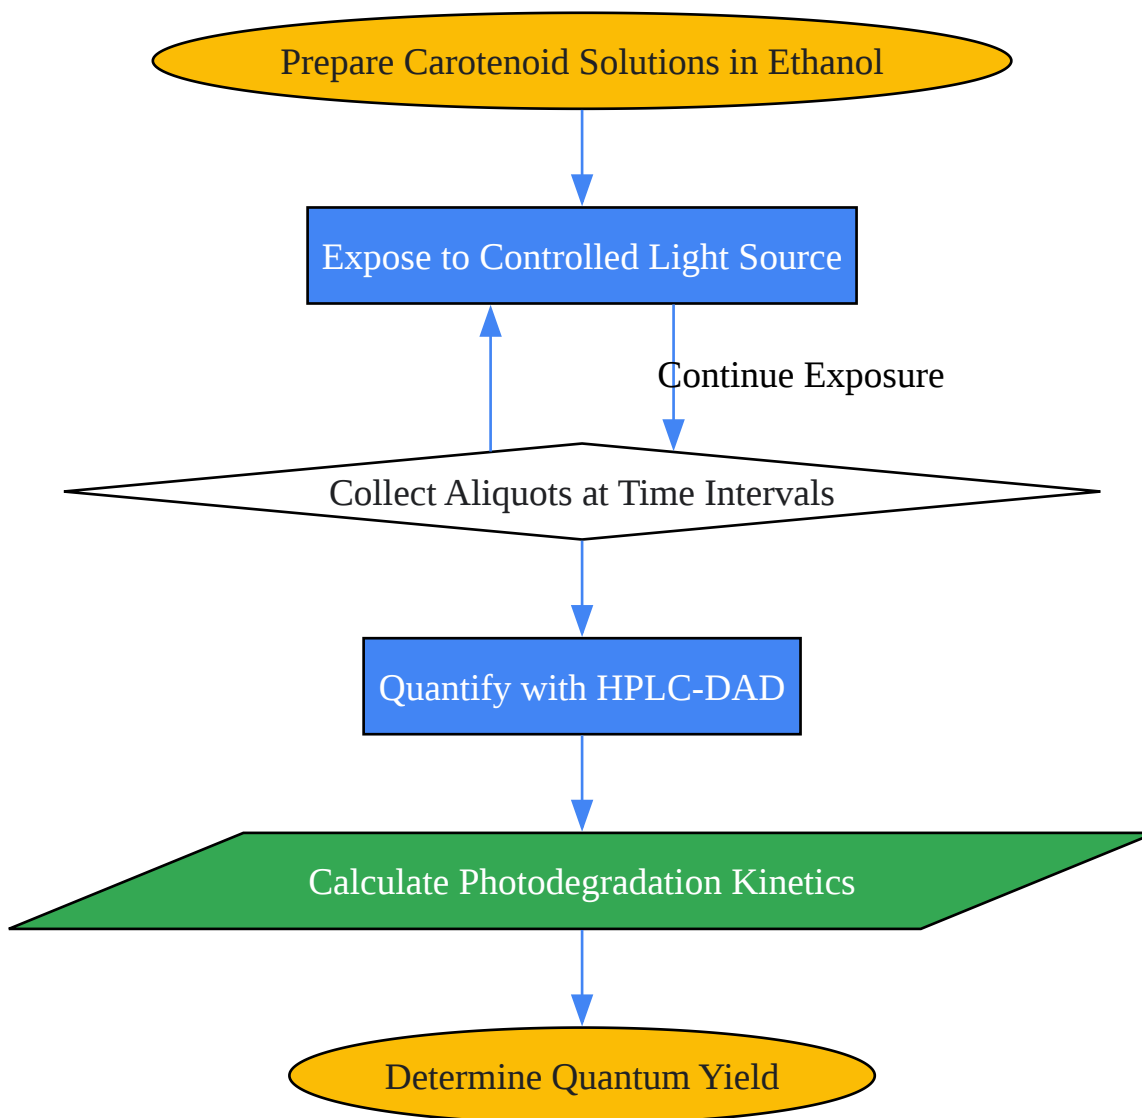 Prepare Carotenoid Solutions in Ethanol
Expose to Controlled Light Source
Continue Exposure
Collect Aliquots at Time Intervals
Quantify with HPLC-DAD
Calculate Photodegradation Kinetics
Determine Quantum Yield